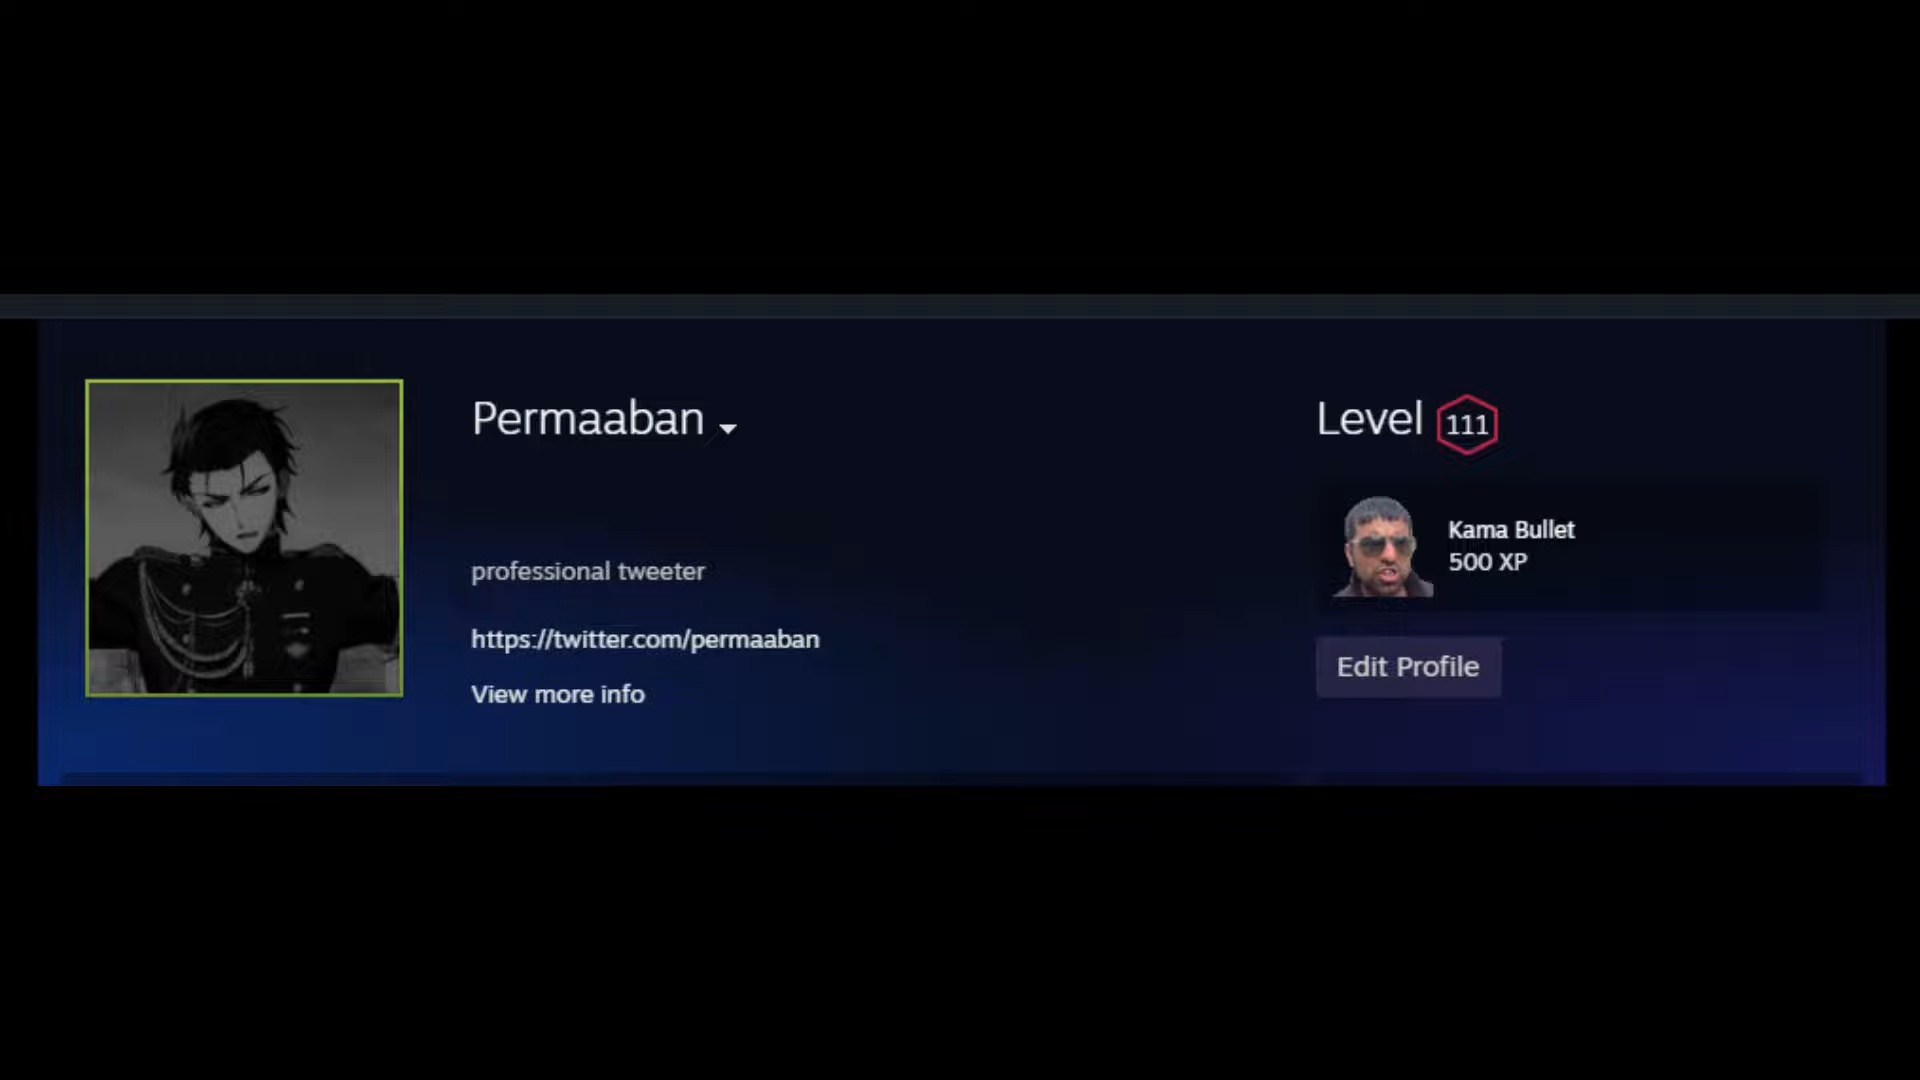 Permaaban
professional tweeter
https://twitter.com/permaaban
View more info
Level 111
Kama Bullet
500 XP
Edit Profile